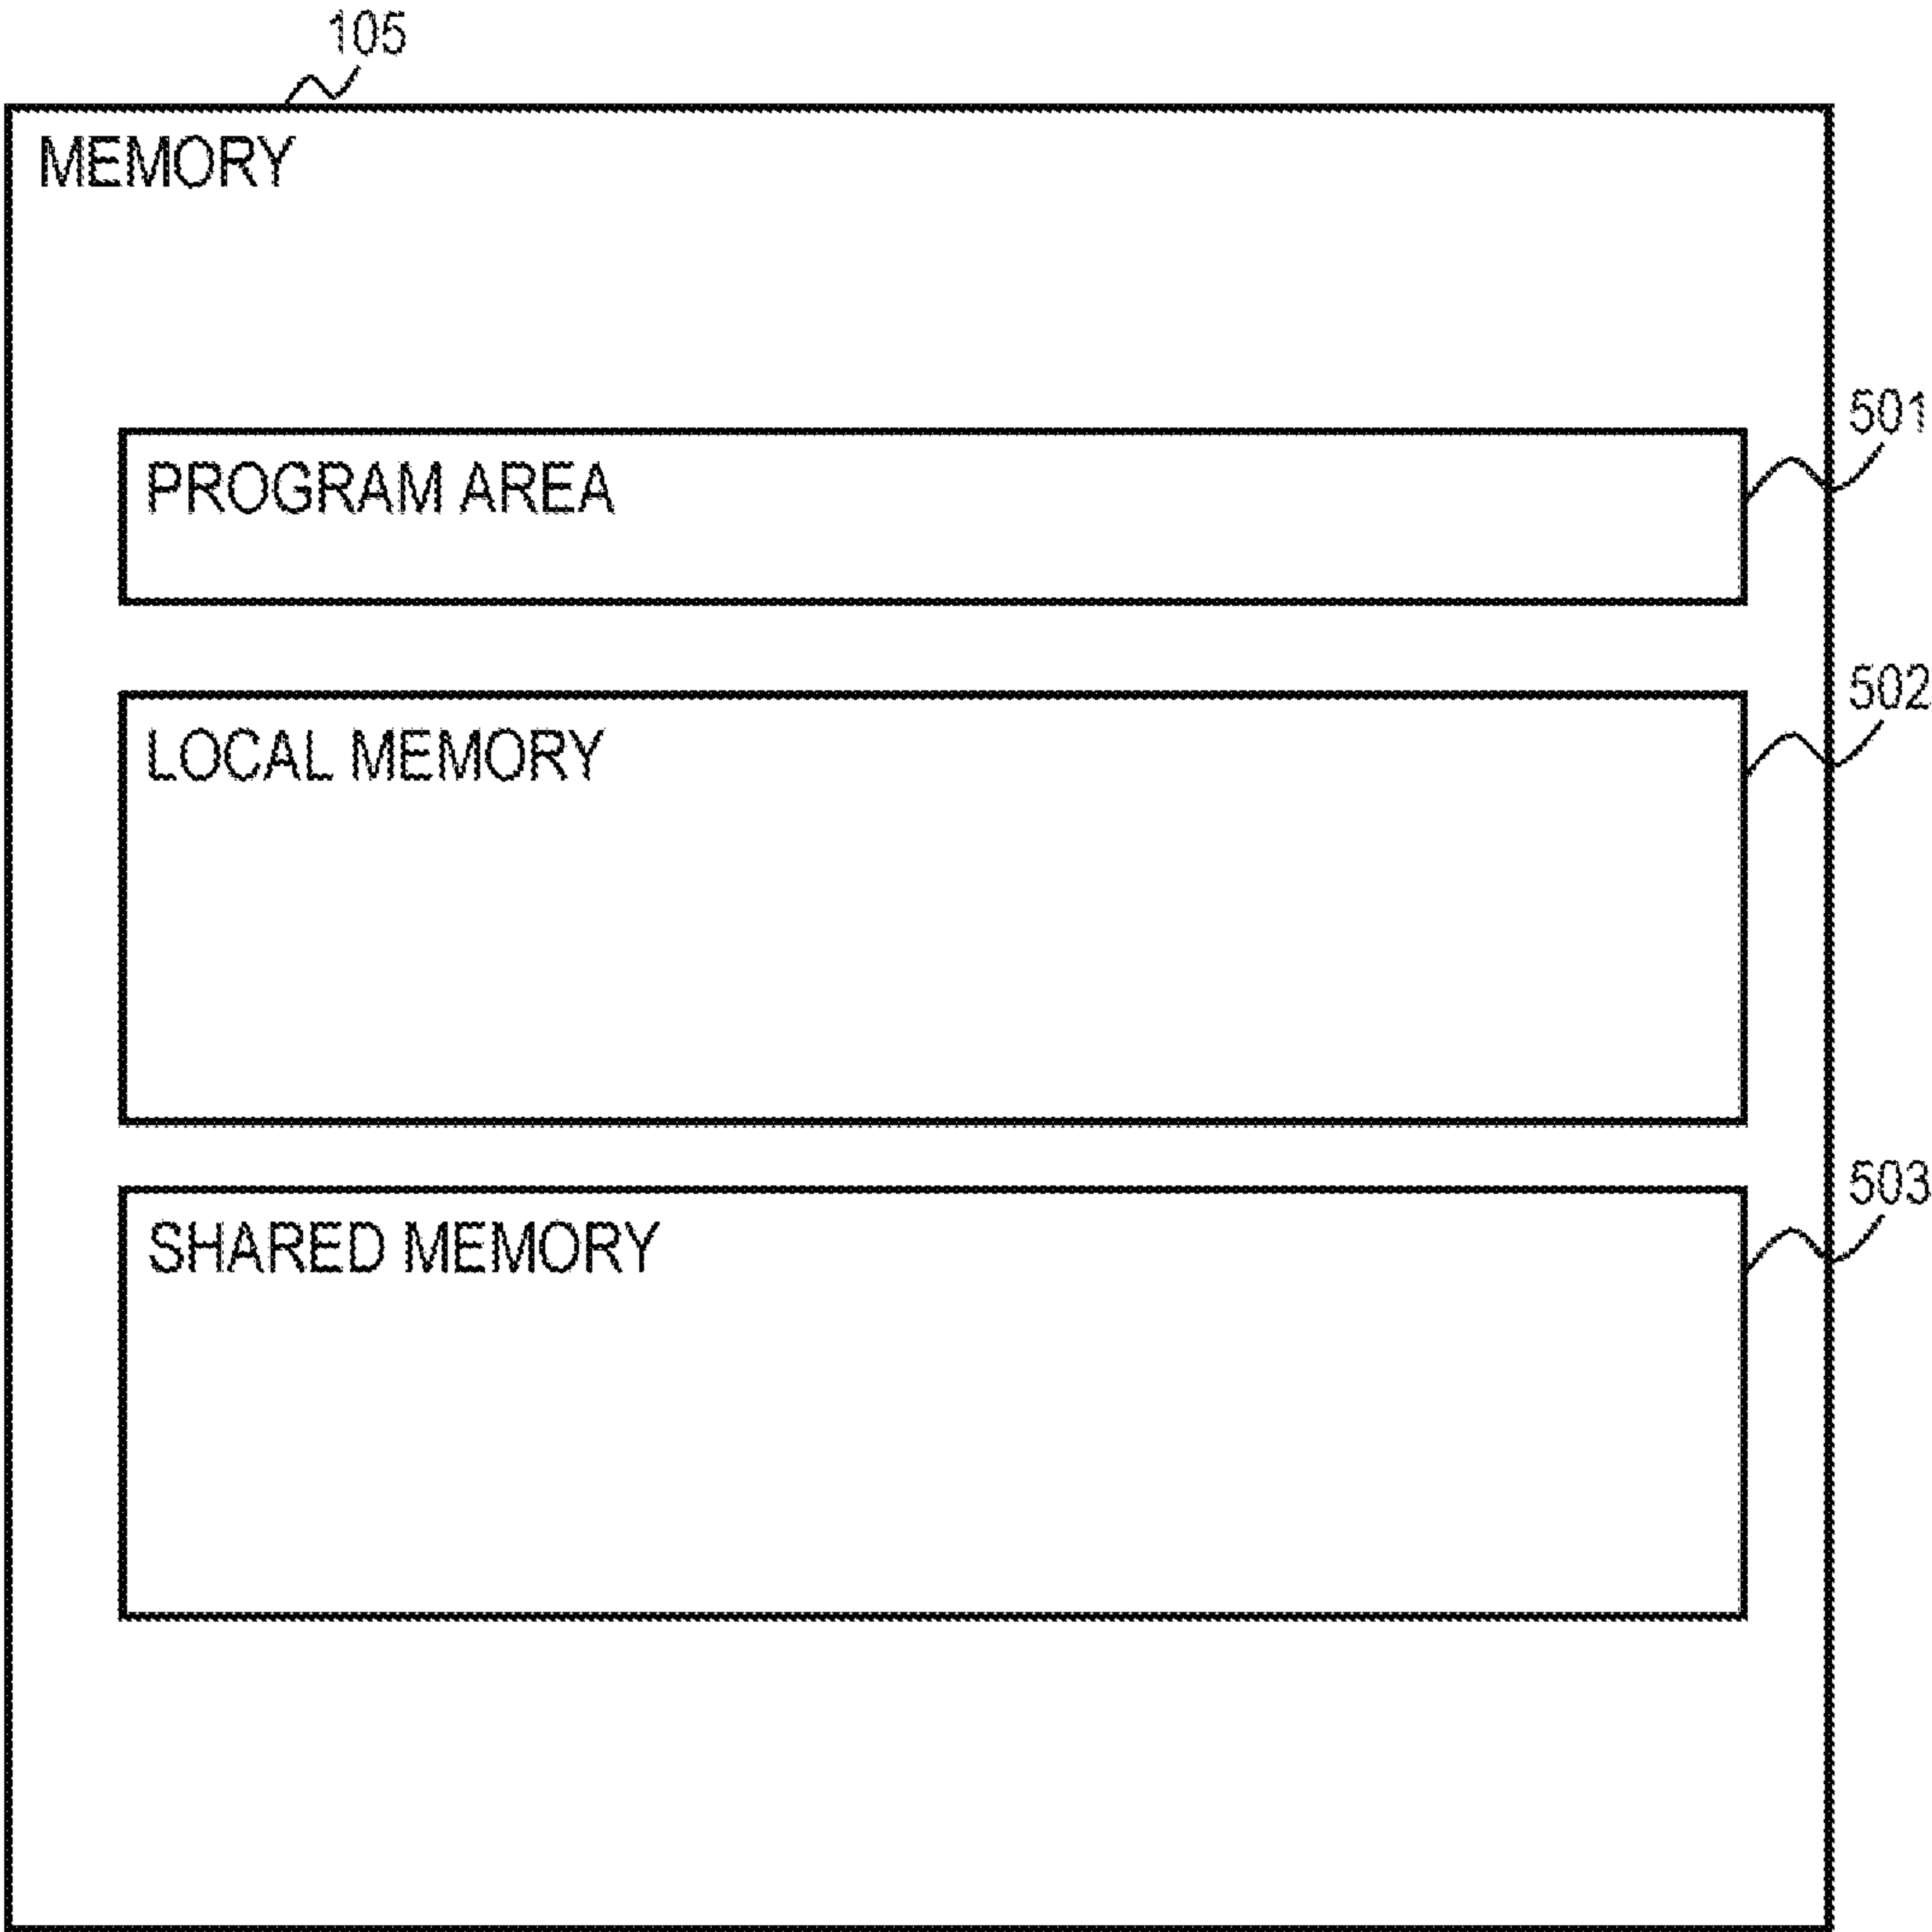 105
MEMORY
501
PROGRAM AREA
502
LOCAL MEMORY
503
SHARED MEMORY